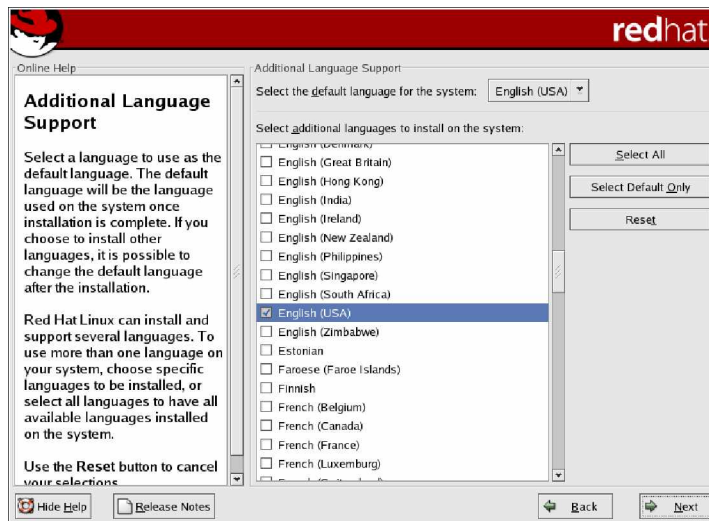 redhat
Online Help
Additional Language
Support
Select a language to use as the
default language. The default
language will be the language
used on the system once
installation is complete. If you
choose to install other
languages, it is possible to
change the default language
after the installation.
Red Hat Linux can install and
support several languages. To
use more than one language on
your system, choose specific
languages to be installed, or
select all languages to have all
available languages installed
on the system.
Use the Reset button to cancel
your selections.
Additional Language Support
Select the default language for the system: English (USA)
Select additional languages to install on the system:
English (Denmark)
English (Great Britain)
English (Hong Kong)
English (India)
English (Ireland)
English (New Zealand)
English (Philippines)
English (Singapore)
English (South Africa)
English (USA)
English (Zimbabwe)
Estonian
Faroese (Faroe Islands)
Finnish
French (Belgium)
French (Canada)
French (France)
French (Luxemburg)
Select All
Select Default Only
Reset
Hide Help
Release Notes
Back
Next